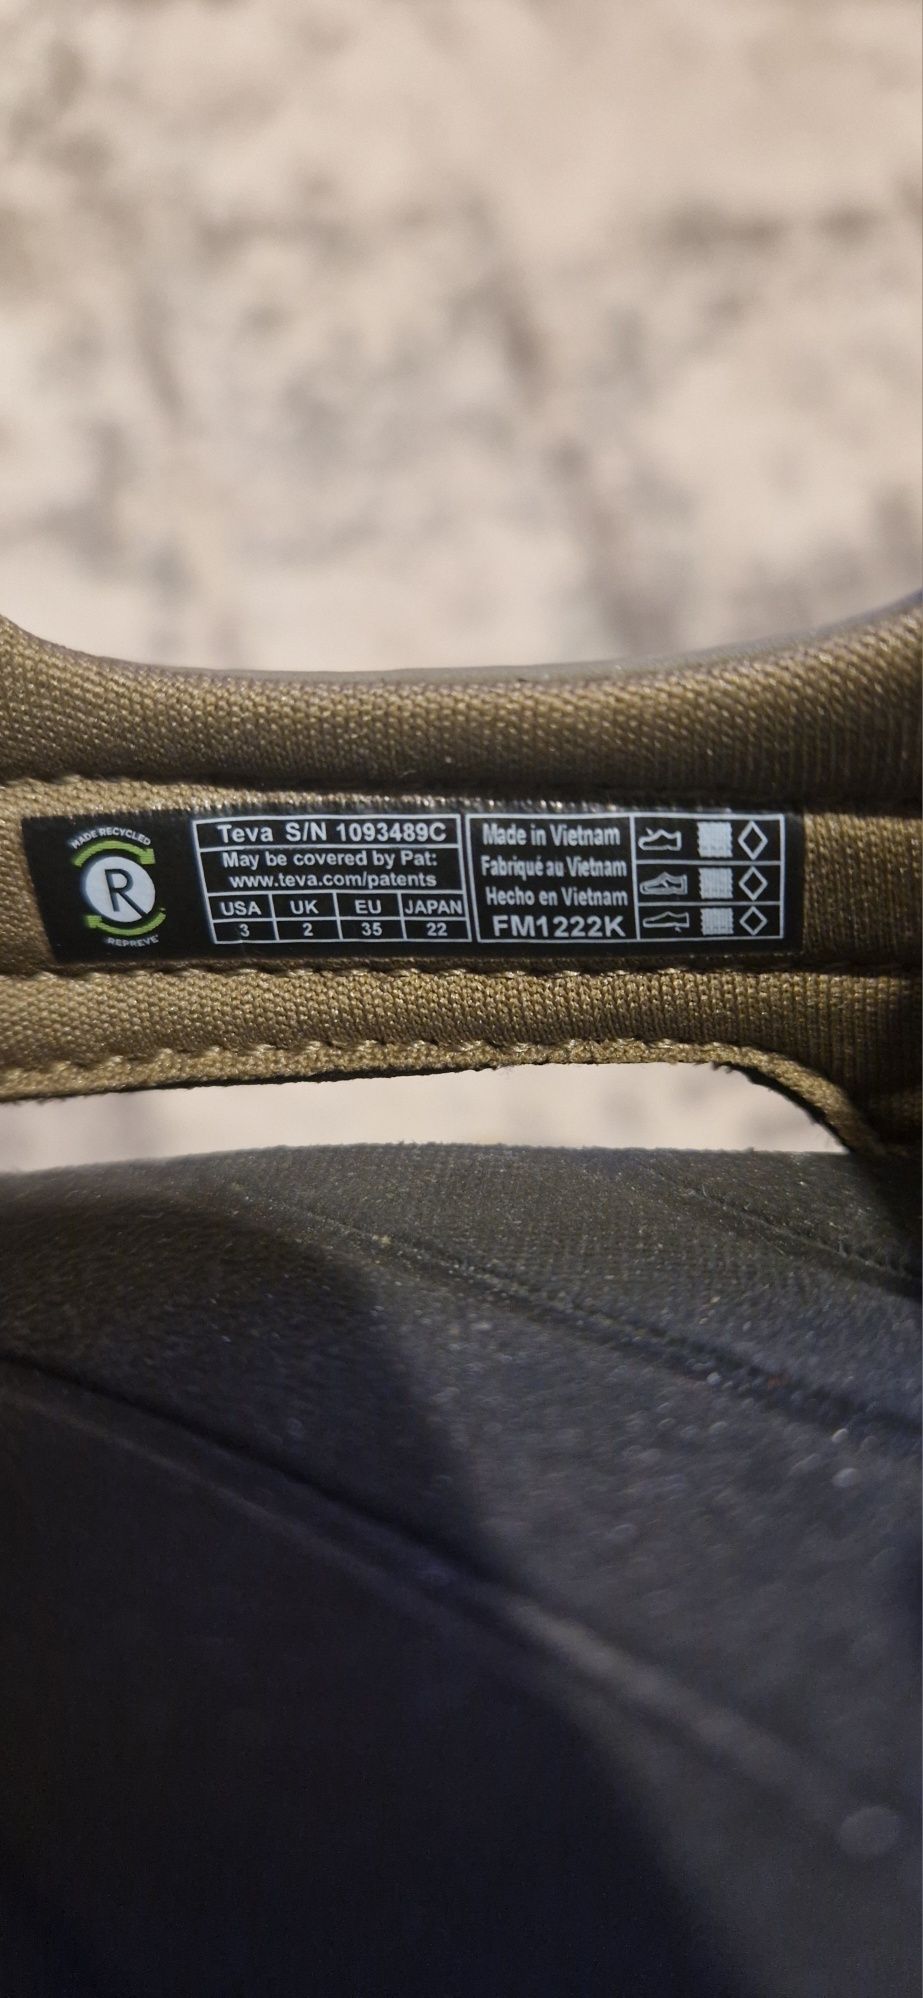 MADE RECYCLED
R
REPREVE
Teva S/N 1093489C
May be covered by Pat:
www.teva.com/patents
USA UK EU JAPAN
3 2 35 22
Made in Vietnam
Fabriqué au Vietnam
Hecho en Vietnam
FM1222K